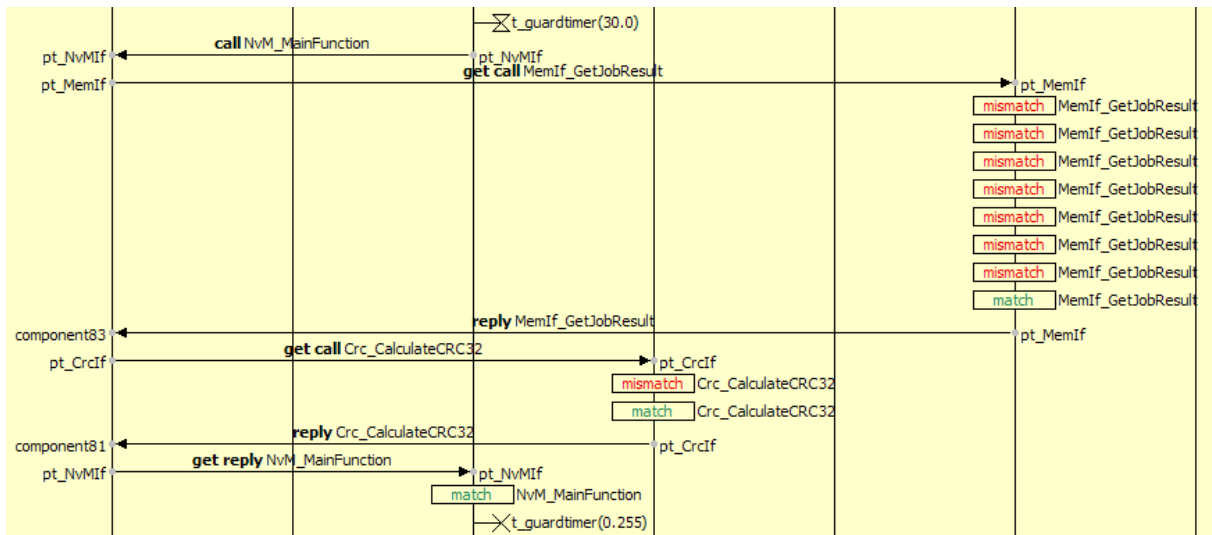 t_guardtimer(30.0)
call NvM_MainFunction
pt_NvMIf pt_NvMIf
get call MemIf_GetJobResult
pt_MemIf pt_MemIf
mismatch MemIf_GetJobResult
mismatch MemIf_GetJobResult
mismatch MemIf_GetJobResult
mismatch MemIf_GetJobResult
mismatch MemIf_GetJobResult
mismatch MemIf_GetJobResult
mismatch MemIf_GetJobResult
match MemIf_GetJobResult
reply MemIf_GetJobResult
component83 pt_MemIf
get call Crc_CalculateCRC32
pt_CrcIf pt_CrcIf
mismatch Crc_CalculateCRC32
match Crc_CalculateCRC32
reply Crc_CalculateCRC32
component81 pt_CrcIf
get reply NvM_MainFunction
pt_NvMIf pt_NvMIf
match NvM_MainFunction
t_guardtimer(0.255)